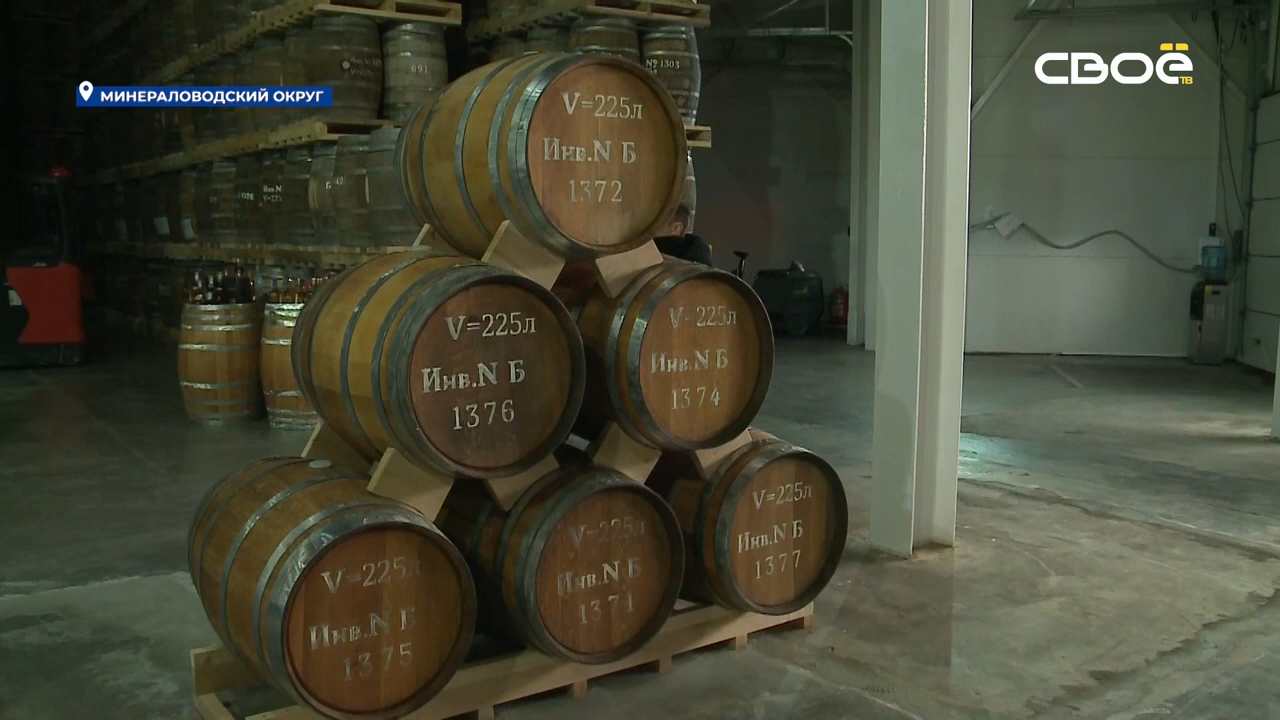 МИНЕРАЛОВОДСКИЙ ОКРУГ
СВОЁ
ТВ
№ 1303
691
V=225л
Инв.N Б
1372
V=225л
Инв.N Б
1376
V-225л
Инв.N Б
1374
V=225л
Инв.N Б
1375
V=225л
Инв.N Б
1371
V=225л
Инв.N Б
1377